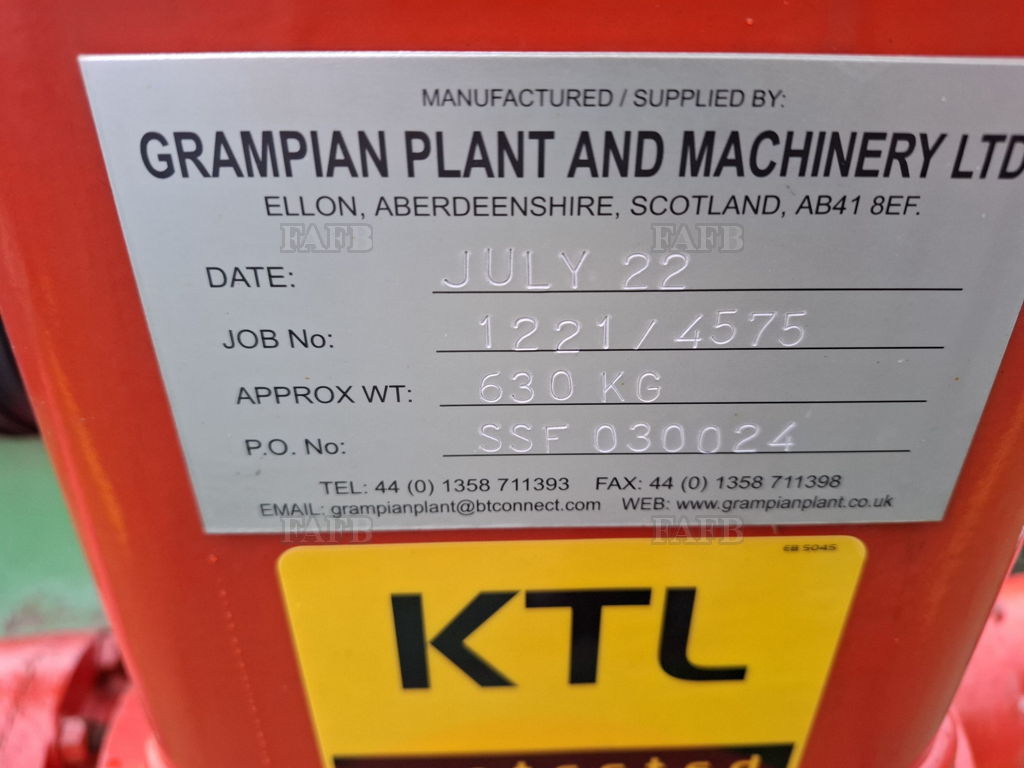 MANUFACTURED / SUPPLIED BY:
GRAMPIAN PLANT AND MACHINERY LTD
ELLON, ABERDEENSHIRE, SCOTLAND, AB41 8EF.
FAFB FAFB
DATE: JULY 22
JOB No: 1221/4575
APPROX WT: 630 KG
P.O. No: SSF 030024
TEL: 44 (0) 1358 711393 FAX: 44 (0) 1358 711398
EMAIL: grampianplant@btconnect.com WEB: www.grampianplant.co.uk
FAFB FAFB
EB 5045
KTL